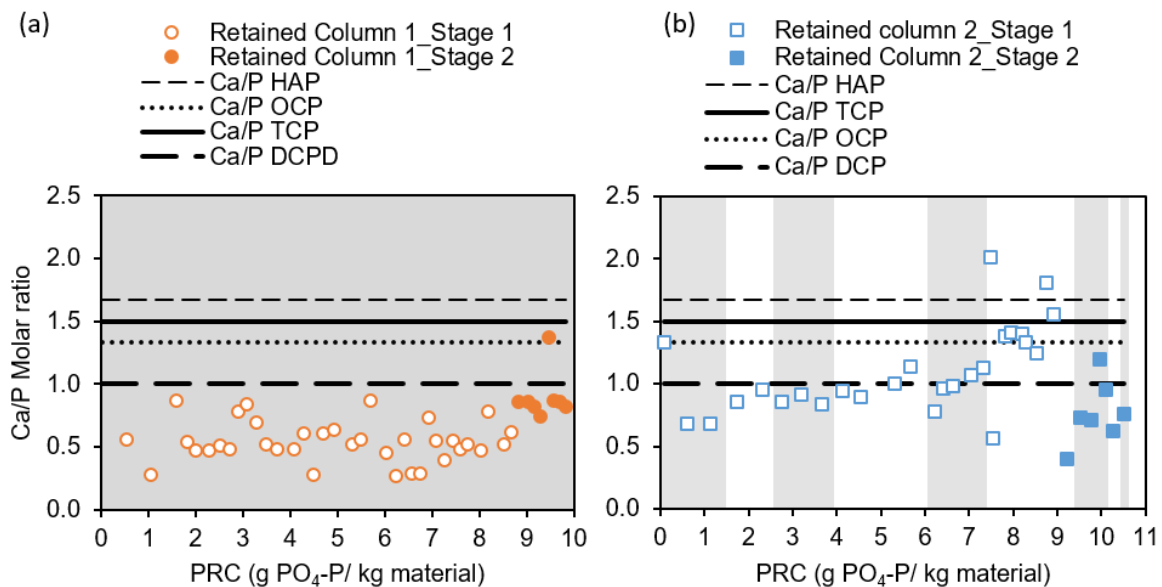 (a)
Retained Column 1_Stage 1
Retained Column 1_Stage 2
Ca/P HAP
Ca/P OCP
Ca/P TCP
Ca/P DCPD
Ca/P Molar ratio
2.5
2.0
1.5
1.0
0.5
0.0
0 1 2 3 4 5 6 7 8 9 10
PRC (g PO₄-P/ kg material)
(b)
Retained column 2_Stage 1
Retained Column 2_Stage 2
Ca/P HAP
Ca/P TCP
Ca/P OCP
Ca/P DCP
2.5
2.0
1.5
1.0
0.5
0.0
0 1 2 3 4 5 6 7 8 9 10 11
PRC (g PO₄-P/ kg material)